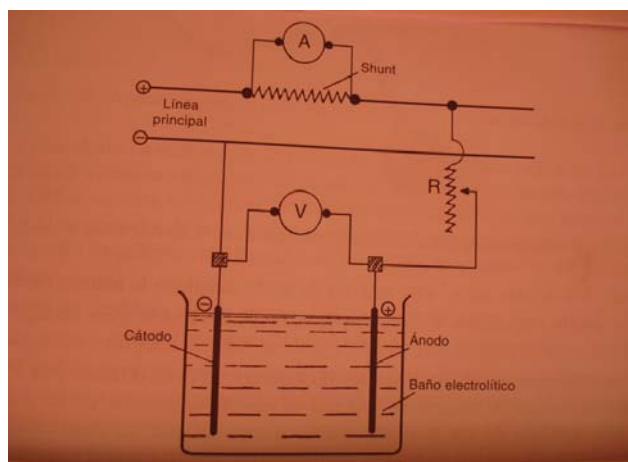 A
Shunt
+
Línea
principal
−
R
V
−
+
Cátodo
Ánodo
Baño electrolítico